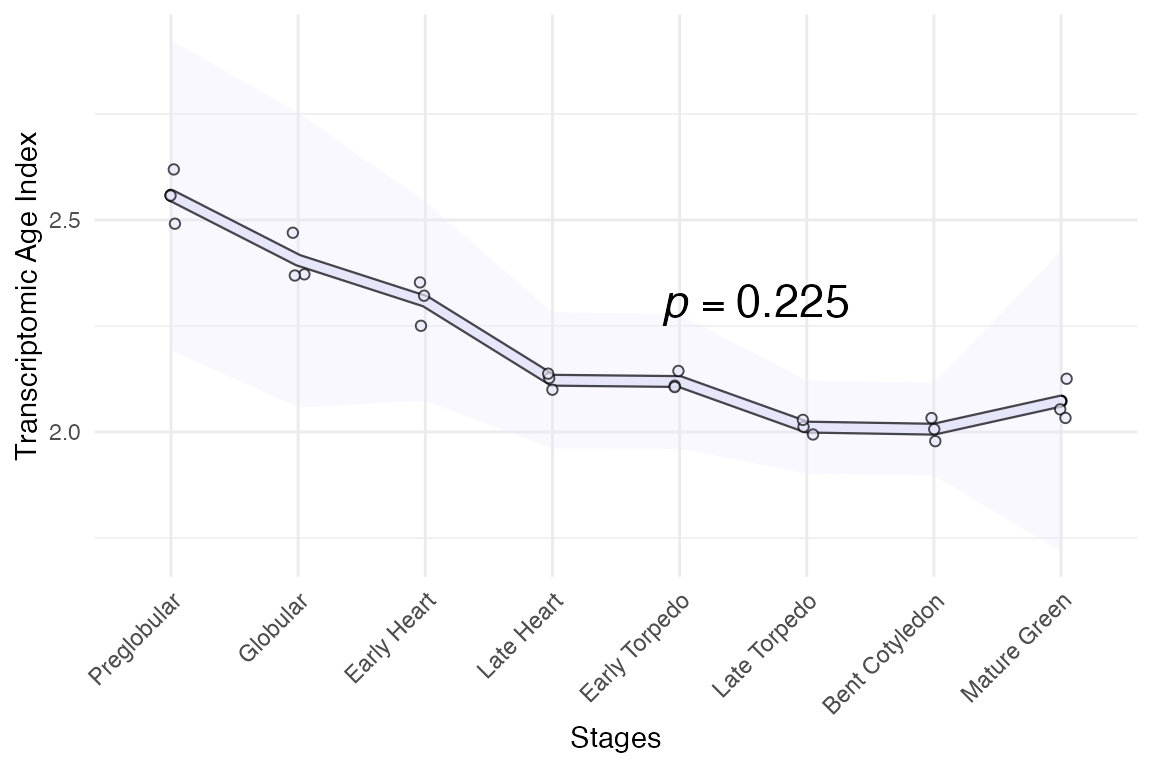 Transcriptomic Age Index
2.5
2.0
p = 0.225
Preglobular
Globular
Early Heart
Late Heart
Early Torpedo
Late Torpedo
Bent Cotyledon
Mature Green
Stages